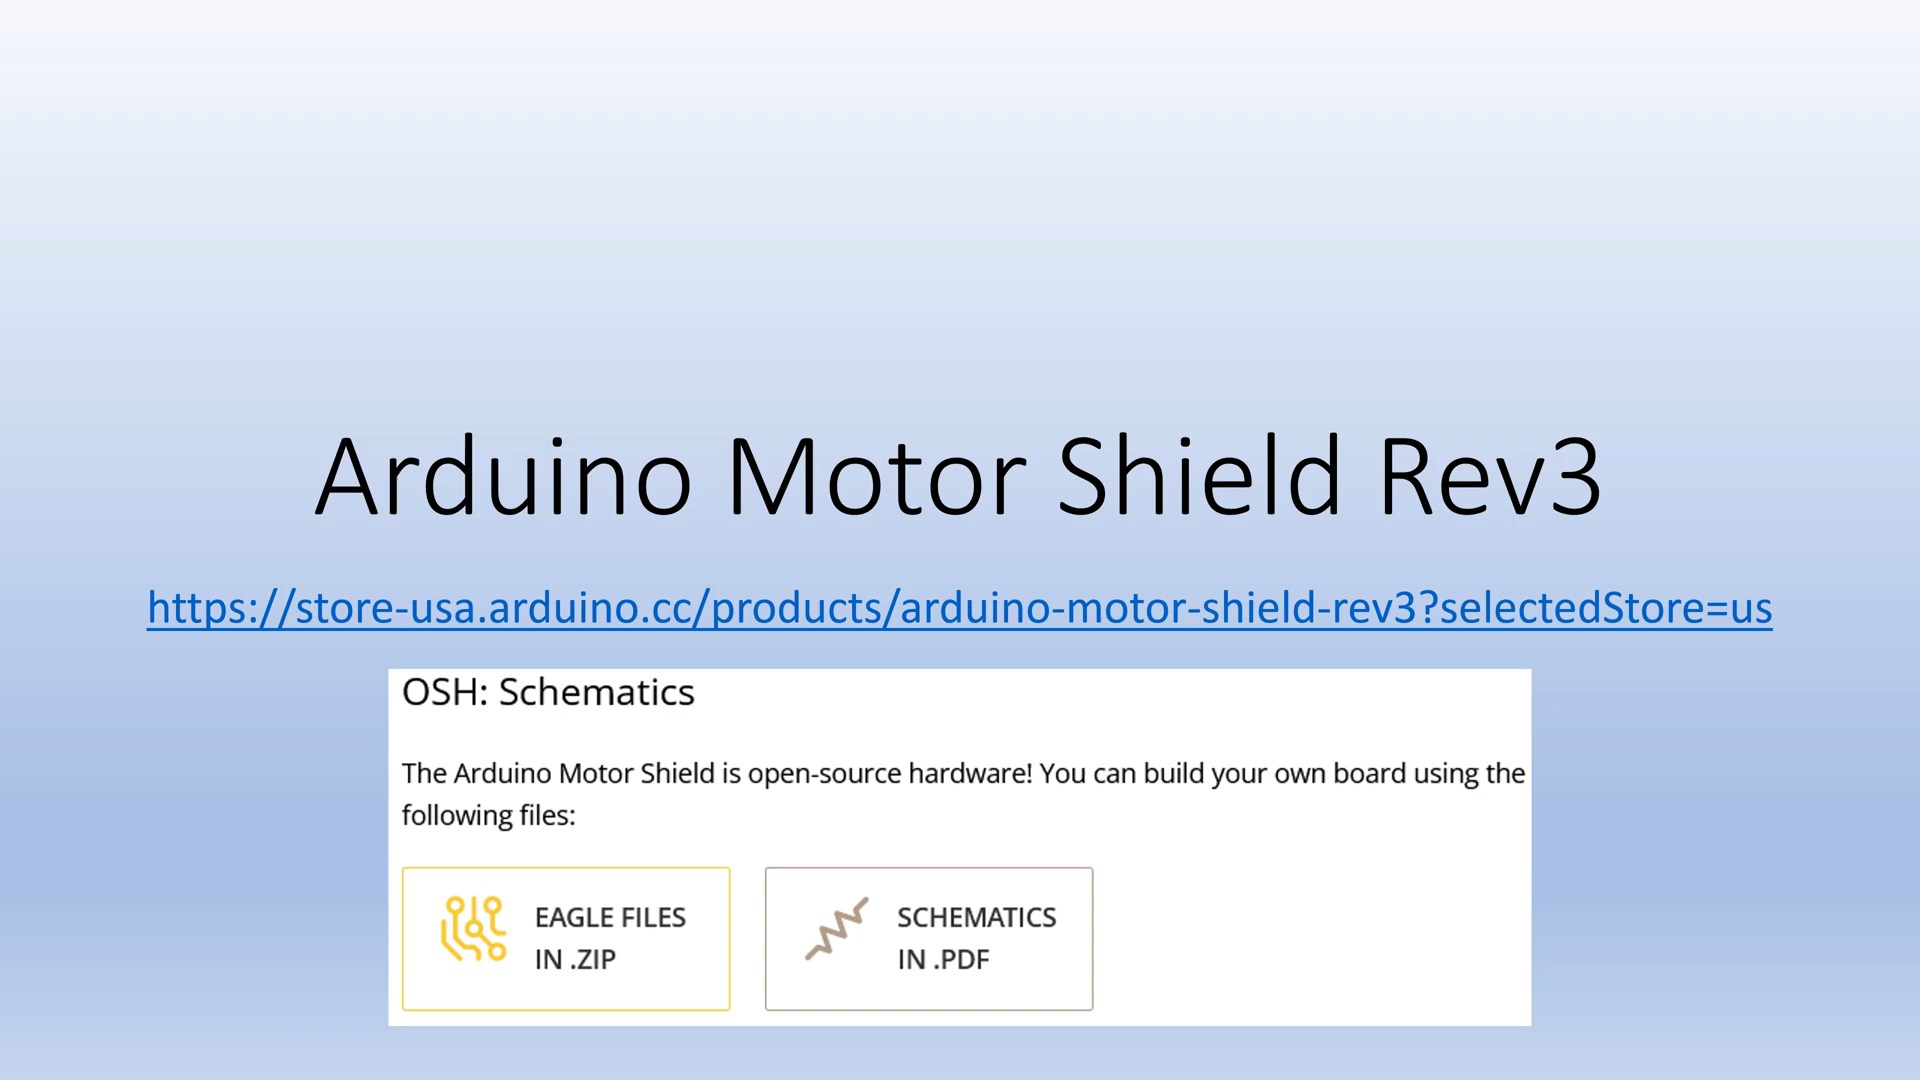 Arduino Motor Shield Rev3
https://store-usa.arduino.cc/products/arduino-motor-shield-rev3?selectedStore=us
OSH: Schematics
The Arduino Motor Shield is open-source hardware! You can build your own board using the
following files:
EAGLE FILES
IN .ZIP
SCHEMATICS
IN .PDF